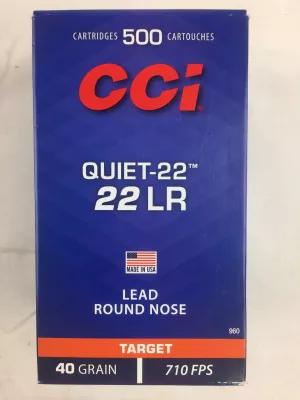 CARTRIDGES 500 CARTOUCHES
CCI
QUIET-22™
22 LR
MADE IN USA
LEAD
ROUND NOSE
960
TARGET
40 GRAIN 710 FPS